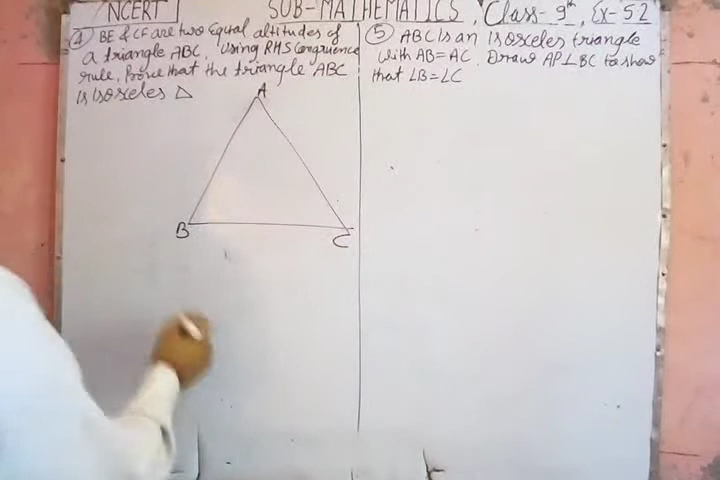 NCERT SUB-MATHEMATICS, Class-9th, Ex-5.2
④ BE & CF are two Equal altitudes of
a triangle ABC. Using RHS Congruence
rule, Prove that the triangle ABC
is isosceles △
⑤ ABC is an isosceles triangle
with AB=AC. Draw AP⊥BC to show
that ∠B=∠C
A
B
C